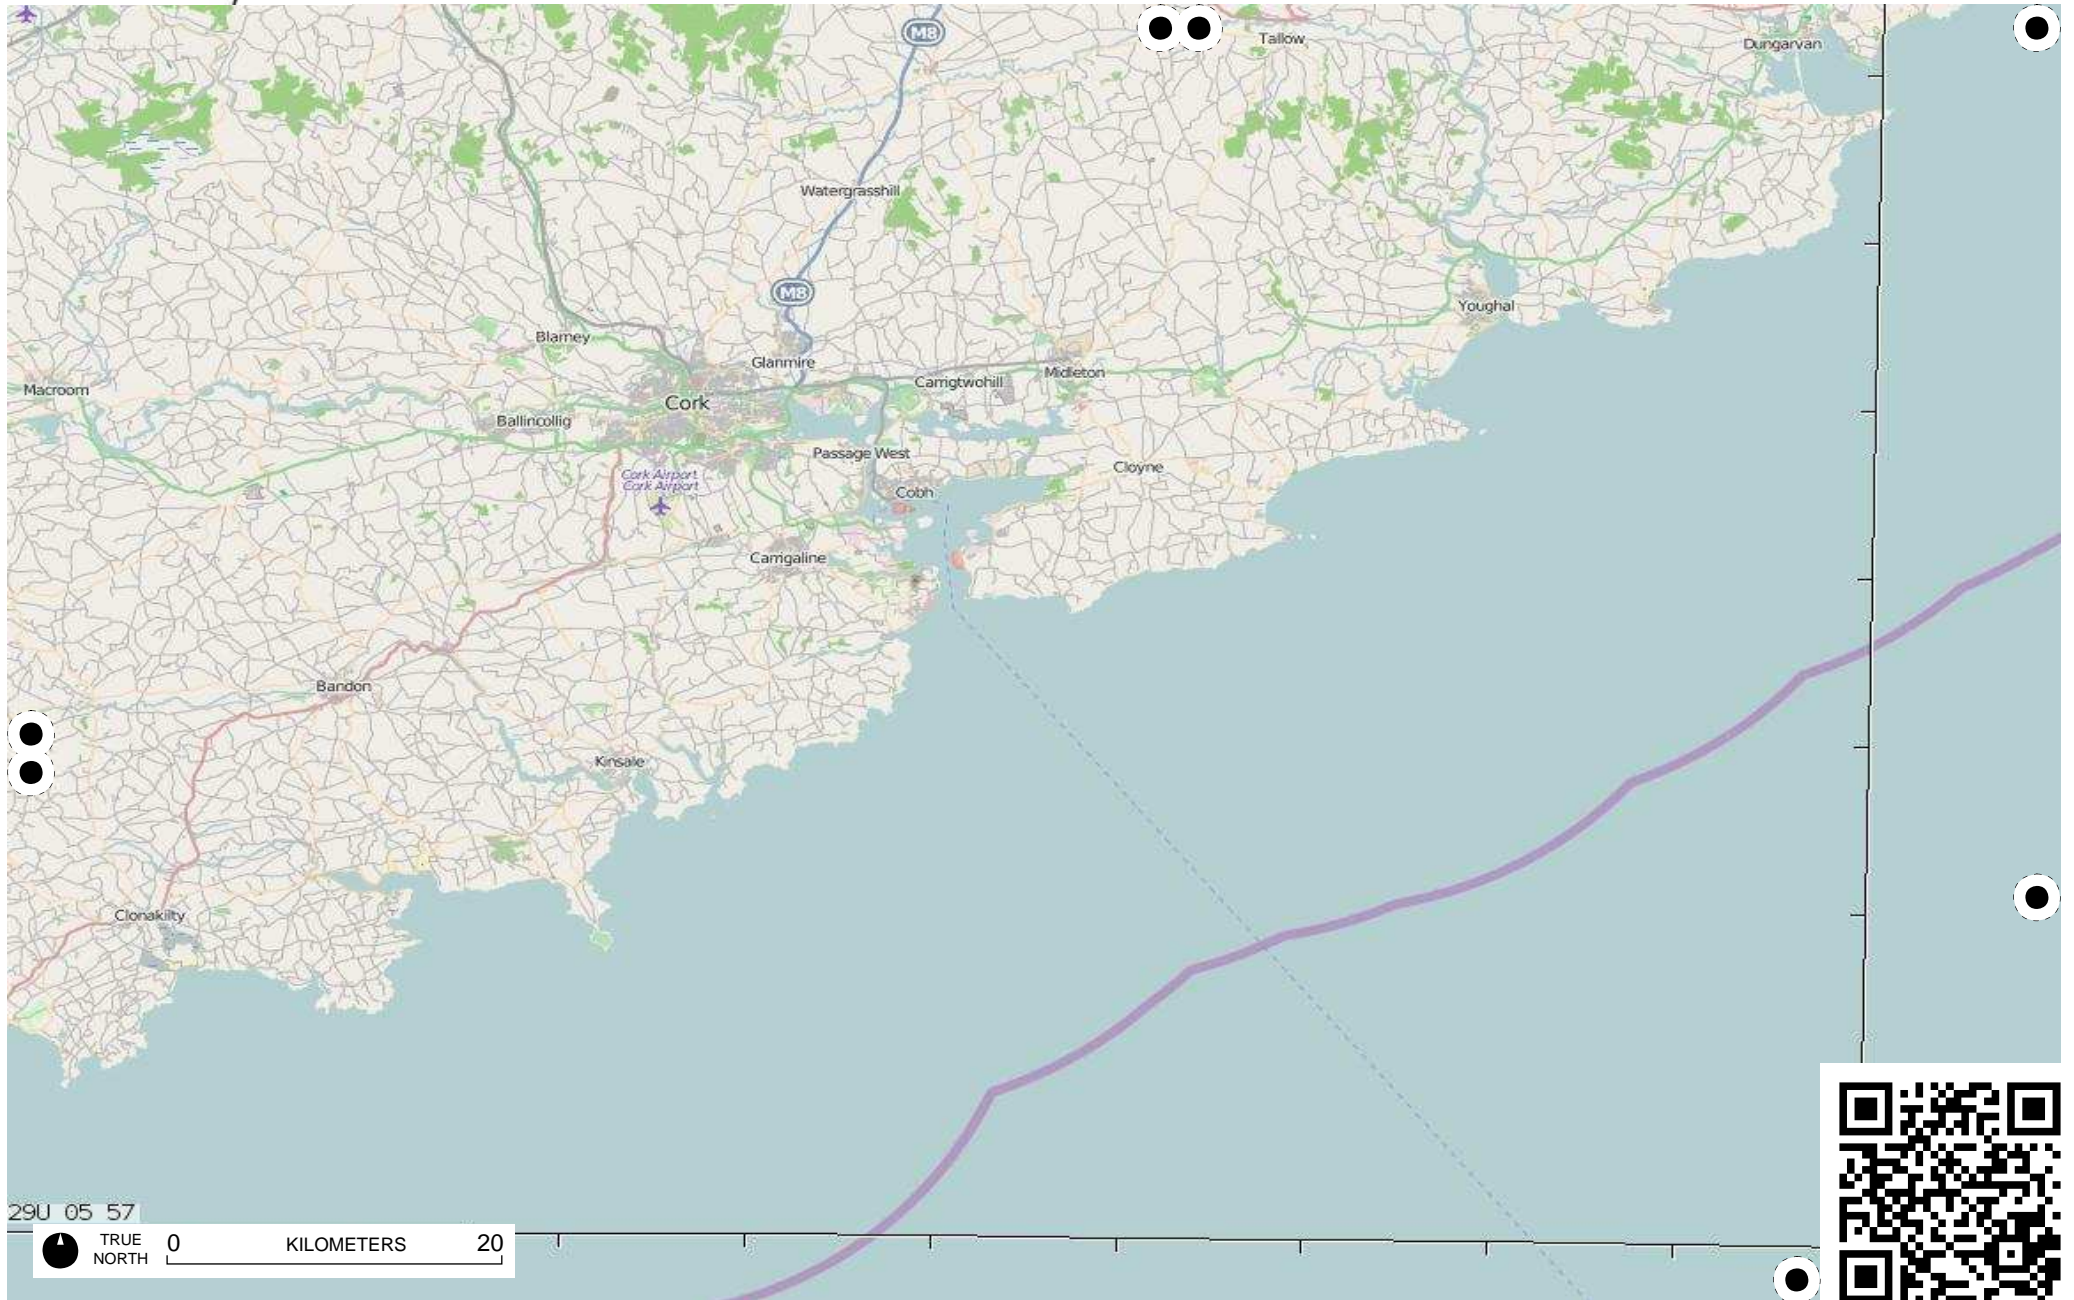 M8
Tallow
Dungarvan
Watergrasshill
M8
Youghal
Blarney
Glanmire
Macroom
Carrigtwohill
Midleton
Cork
Ballincollig
Passage West
Cloyne
Cork Airport
Cork Airport
Cobh
Carrigaline
Bandon
Kinsale
Clonakilty
29U 05 57
TRUE
NORTH
0 KILOMETERS 20